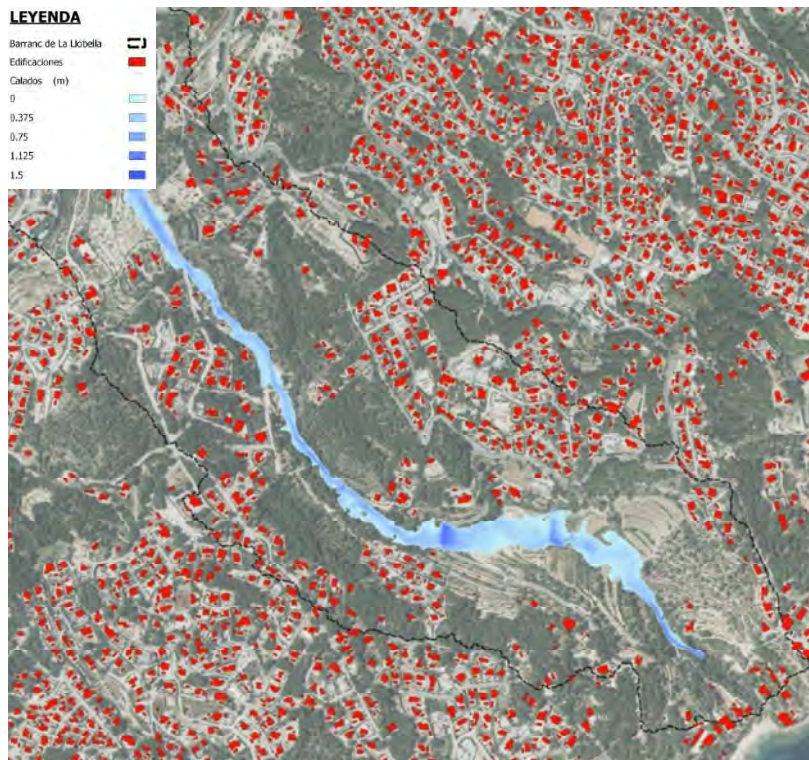 LEYENDA
Barranc de La Llobella
Edificaciones
Calados (m)
0
0.375
0.75
1.125
1.5